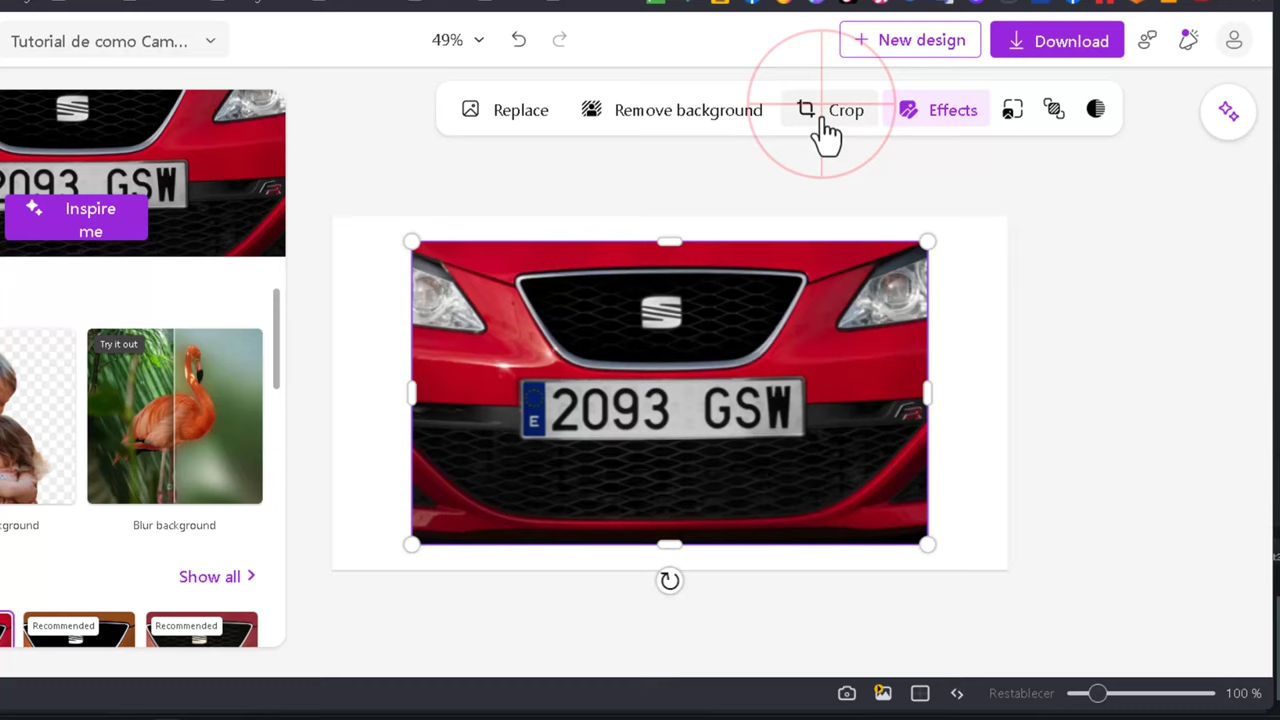 Tutorial de como Cam...
49%
New design
Download
Replace
Remove background
Crop
Effects
2093 GSW
Inspire
me
E
2093 GSW
Try it out
ground
Blur background
Show all
Recommended
Recommended
Restablecer
100 %